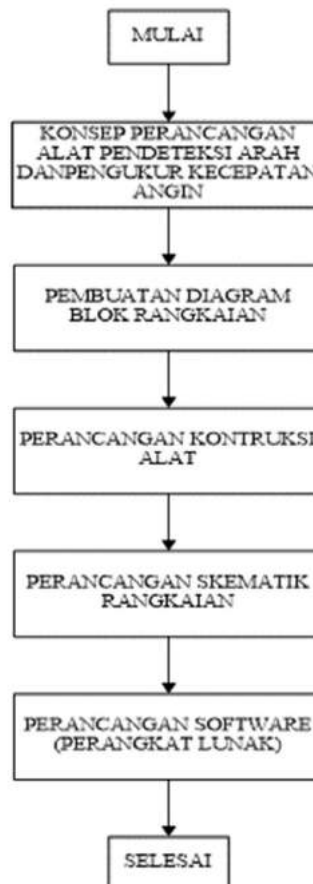 MULAI
KONSEP PERANCANGAN
ALAT PENDETEKSI ARAH
DANPENGUKUR KECEPATAN
ANGIN
PEMBUATAN DIAGRAM
BLOK RANGKAIAN
PERANCANGAN KONTRUKSI
ALAT
PERANCANGAN SKEMATIK
RANGKAIAN
PERANCANGAN SOFTWARE
(PERANGKAT LUNAK)
SELESAI